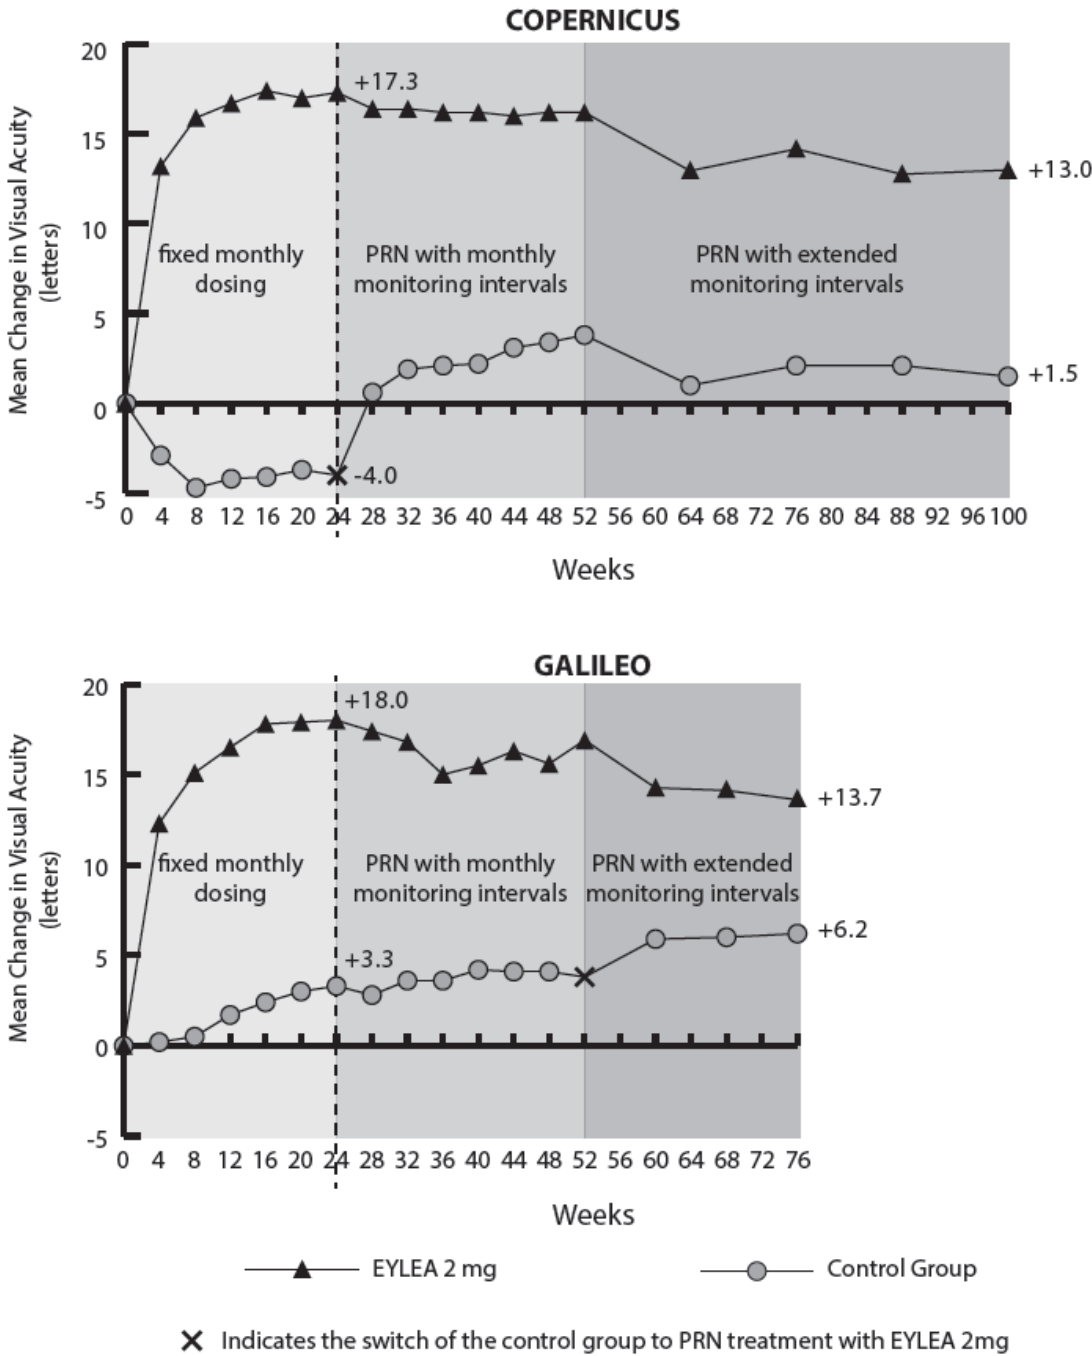 COPERNICUS
Mean Change in Visual Acuity
(letters)
20
15
10
5
0
-5
+17.3
+13.0
fixed monthly
dosing
PRN with monthly
monitoring intervals
PRN with extended
monitoring intervals
+1.5
-4.0
0 4 8 12 16 20 24 28 32 36 40 44 48 52 56 60 64 68 72 76 80 84 88 92 96 100
Weeks
GALILEO
Mean Change in Visual Acuity
(letters)
20
15
10
5
0
-5
+18.0
+13.7
fixed monthly
dosing
PRN with monthly
monitoring intervals
PRN with extended
monitoring intervals
+3.3
+6.2
0 4 8 12 16 20 24 28 32 36 40 44 48 52 56 60 64 68 72 76
Weeks
EYLEA 2 mg
Control Group
Indicates the switch of the control group to PRN treatment with EYLEA 2mg